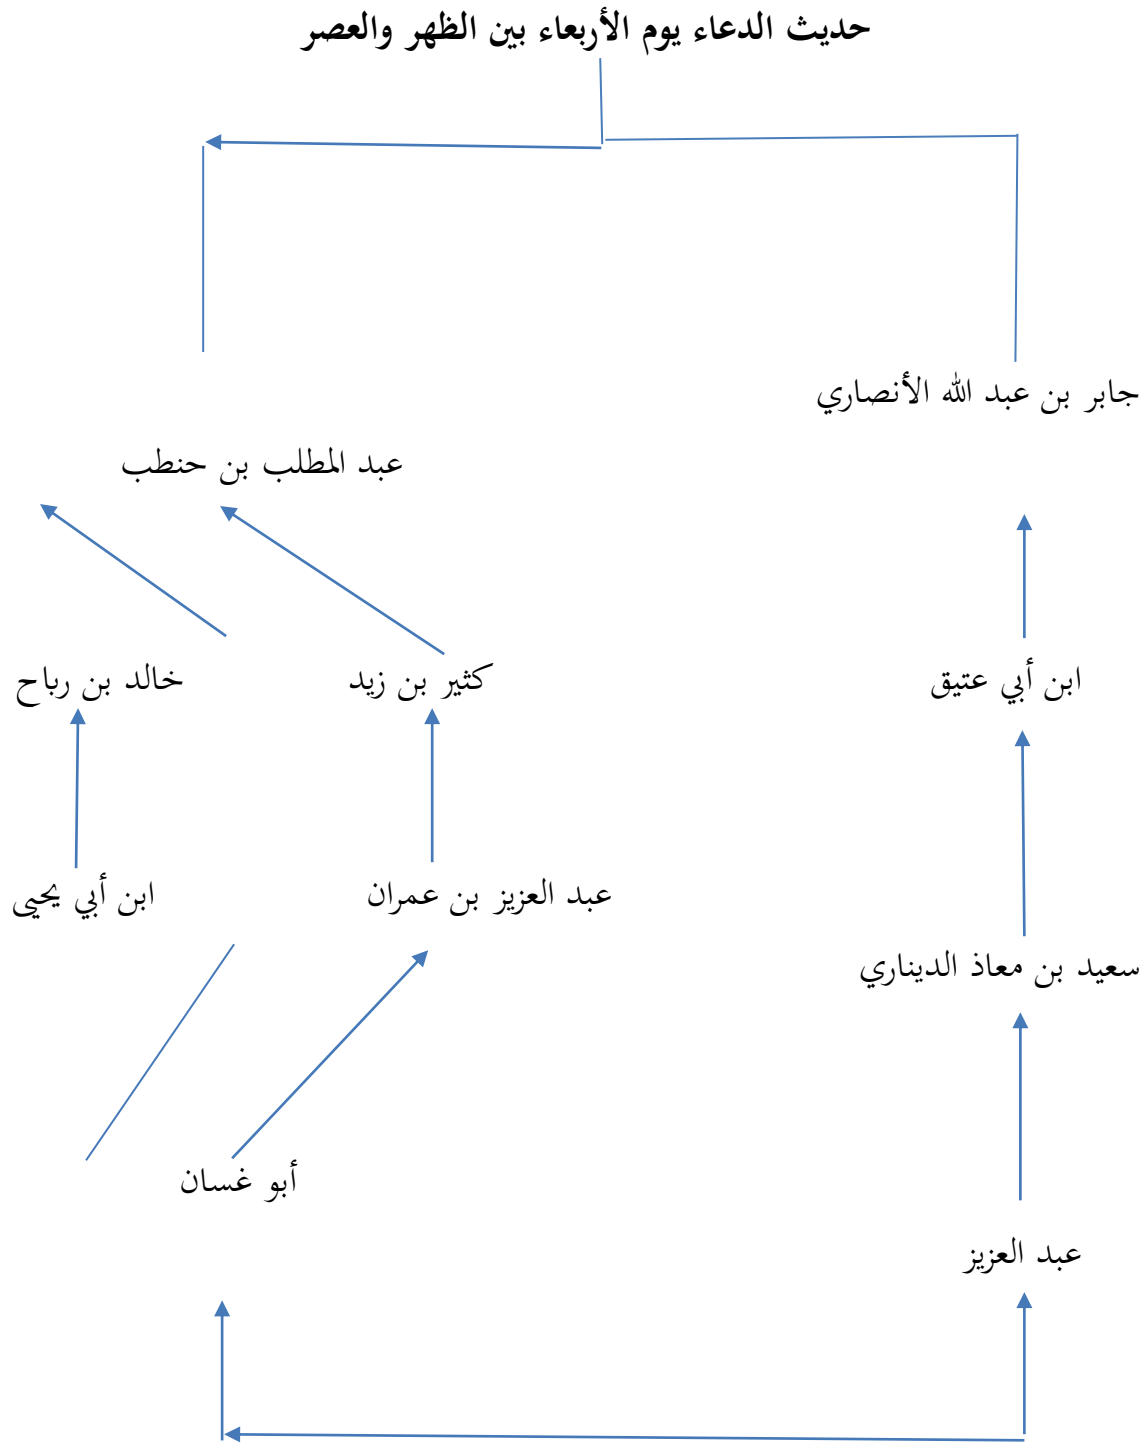 حديث الدعاء يوم الأربعاء بين الظهر والعصر
جابر بن عبد الله الأنصاري
عبد المطلب بن حنطب
ابن أبي عتيق
كثير بن زيد
خالد بن رباح
عبد العزيز بن عمران
ابن أبي يحيى
سعيد بن معاذ الديناري
أبو غسان
عبد العزيز